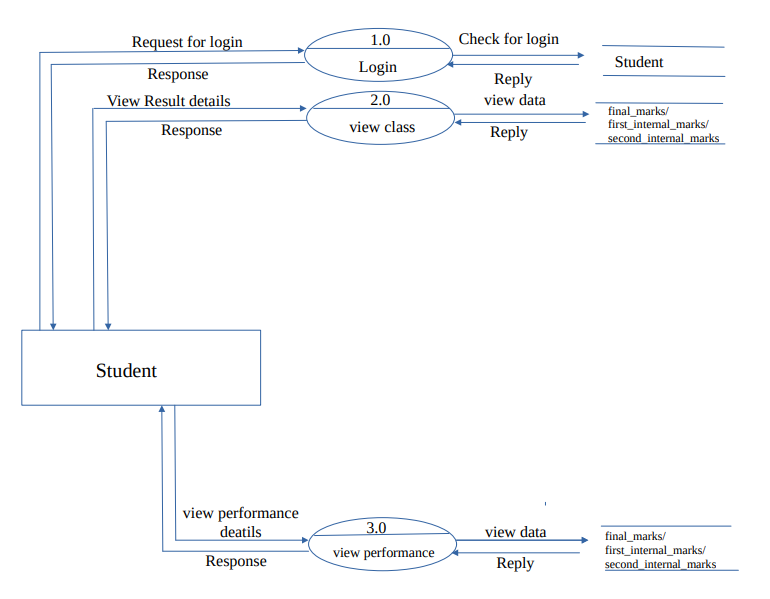 Request for login
1.0
Check for login
Response
Login
Reply
Student
View Result details
2.0
view data
Response
view class
Reply
final_marks/
first_internal_marks/
second_internal_marks
Student
view performance
deatils
3.0
view data
Response
view performance
Reply
final_marks/
first_internal_marks/
second_internal_marks